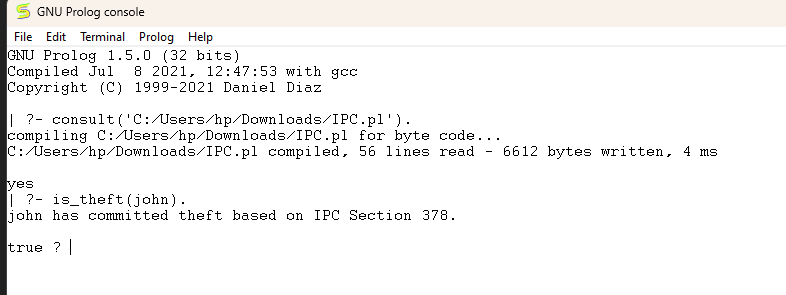 GNU Prolog console
File Edit Terminal Prolog Help
GNU Prolog 1.5.0 (32 bits)
Compiled Jul  8 2021, 12:47:53 with gcc
Copyright (C) 1999-2021 Daniel Diaz
| ?- consult('C:/Users/hp/Downloads/IPC.pl').
compiling C:/Users/hp/Downloads/IPC.pl for byte code...
C:/Users/hp/Downloads/IPC.pl compiled, 56 lines read - 6612 bytes written, 4 ms
yes
| ?- is_theft(john).
john has committed theft based on IPC Section 378.
true ?